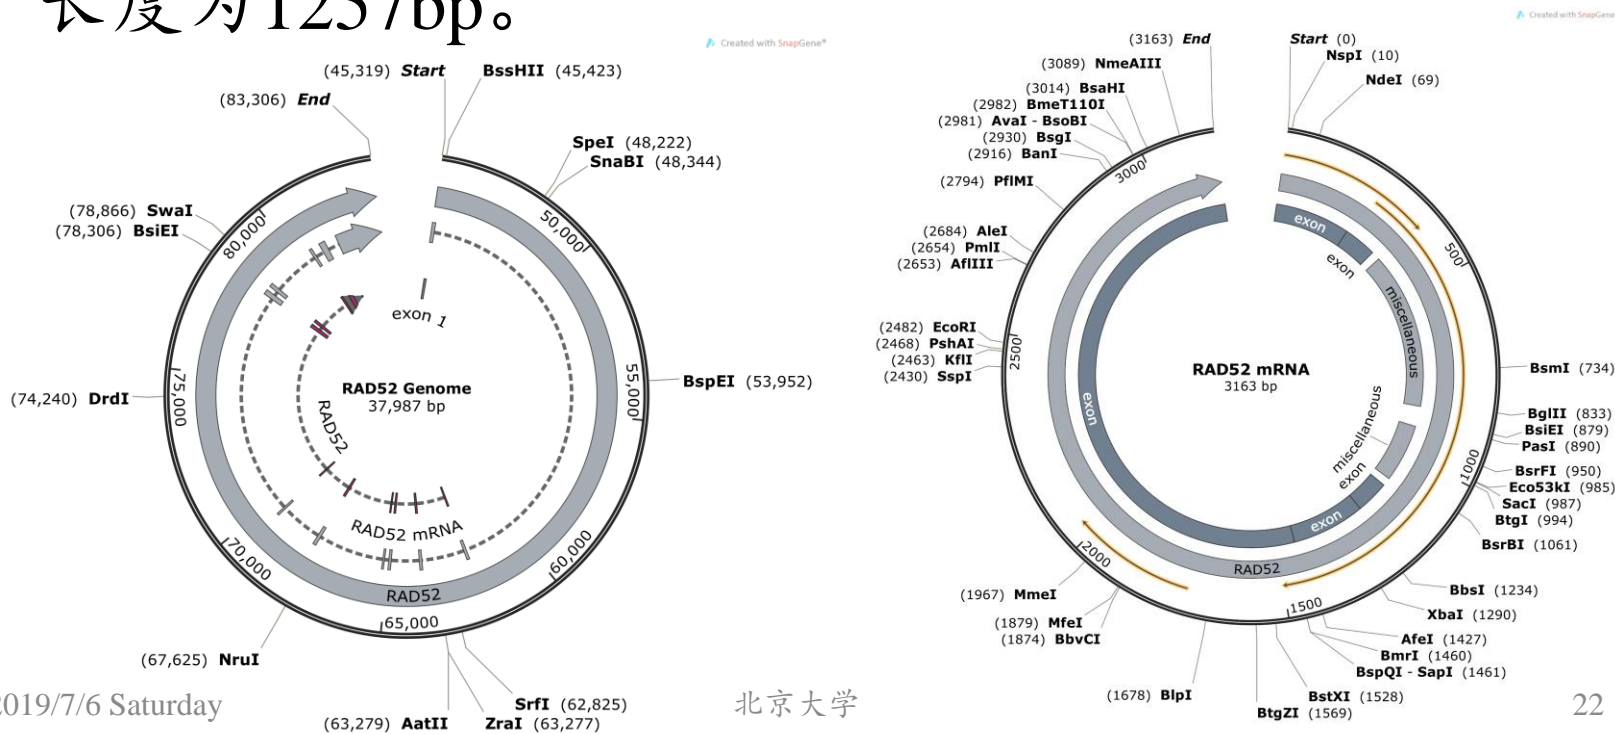 长度为1257bp。
Created with SnapGene®
(45,319) Start
BssHII (45,423)
(83,306) End
SpeI (48,222)
SnaBI (48,344)
(78,866) SwaI
(78,306) BsiEI
80,000
50,000
exon 1
RAD52 Genome
37,987 bp
BspEI (53,952)
55,000
(74,240) DrdI
75,000
RAD52
RAD52 mRNA
70,000
60,000
RAD52
65,000
(67,625) NruI
SrfI (62,825)
(63,279) AatII
ZraI (63,277)
Created with SnapGene
(3163) End
Start (0)
NspI (10)
(3089) NmeAIII
NdeI (69)
(3014) BsaHI
(2982) BmeT110I
(2981) AvaI - BsoBI
(2930) BsgI
(2916) BanI
3000
(2794) PflMI
exon
exon
500
(2684) AleI
(2654) PmlI
(2653) AflIII
miscellaneous
(2482) EcoRI
(2468) PshAI
(2463) KflI
(2430) SspI
2500
RAD52 mRNA
3163 bp
BsmI (734)
exon
miscellaneous
BglII (833)
BsiEI (879)
PasI (890)
1000
BsrFI (950)
Eco53kI (985)
SacI (987)
BtgI (994)
exon
exon
BsrBI (1061)
2000
RAD52
BbsI (1234)
(1967) MmeI
1500
XbaI (1290)
(1879) MfeI
(1874) BbvCI
AfeI (1427)
BmrI (1460)
BspQI - SapI (1461)
(1678) BlpI
BstXI (1528)
BtgZI (1569)
2019/7/6 Saturday
北京大学
22